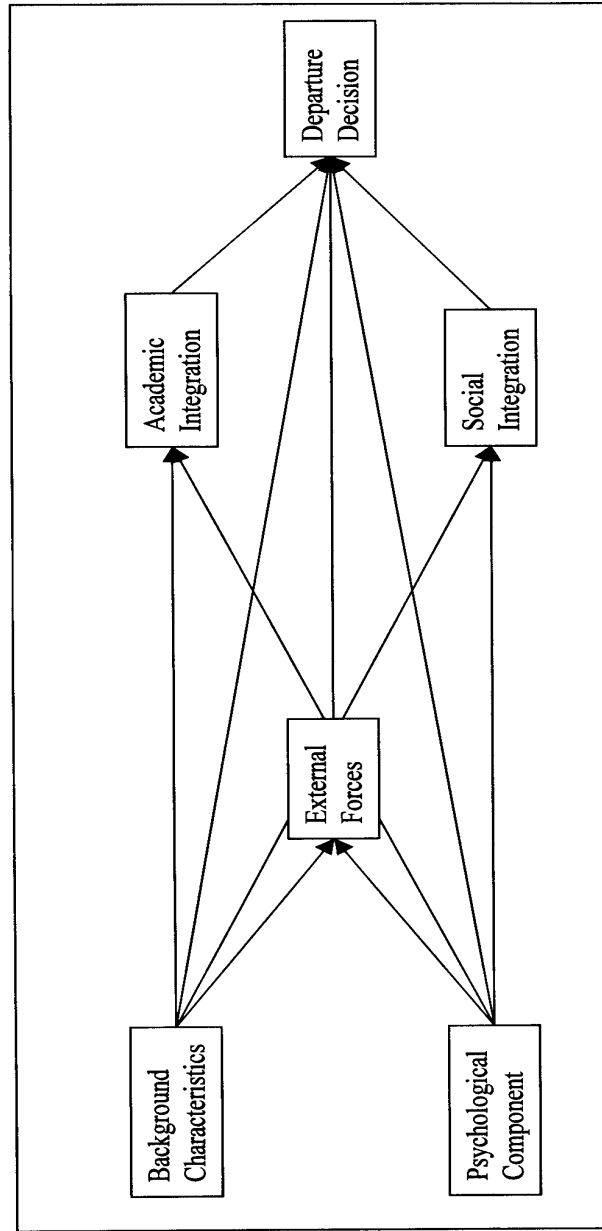 Background
Characteristics
Psychological
Component
External
Forces
Academic
Integration
Social
Integration
Departure
Decision